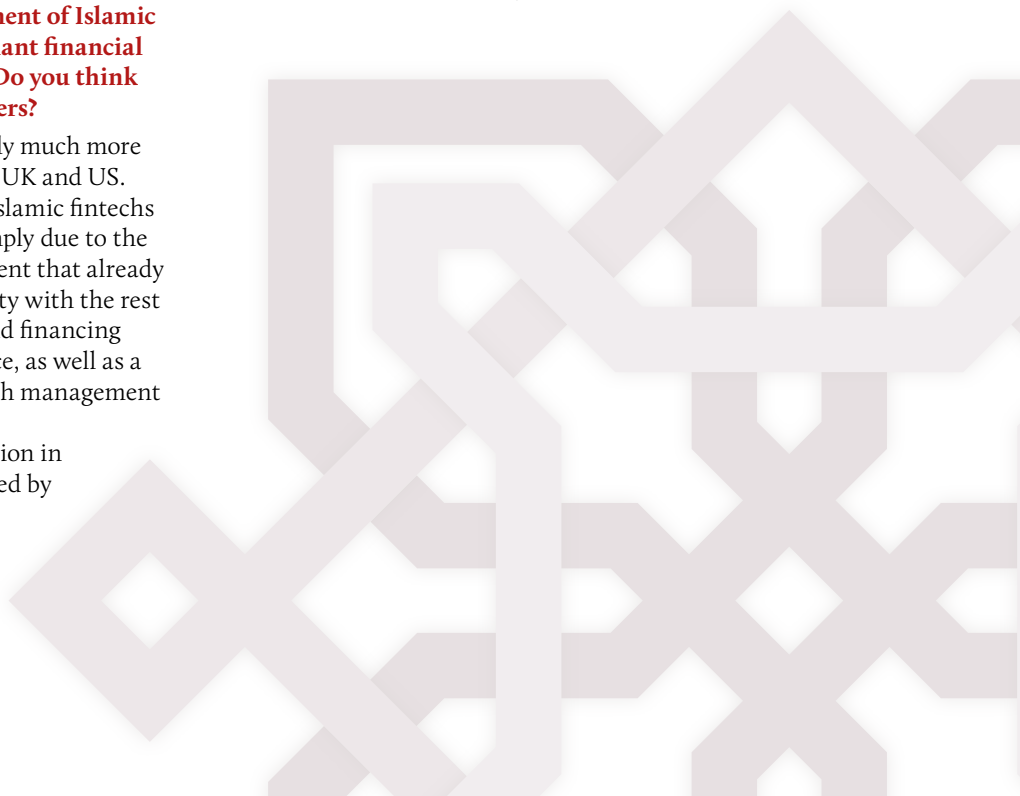 ment of Islamic
ant financial
Do you think
ers?
ly much more
UK and US.
slamic fintechs
ply due to the
ent that already
ty with the rest
d financing
ce, as well as a
h management
ion in
ed by